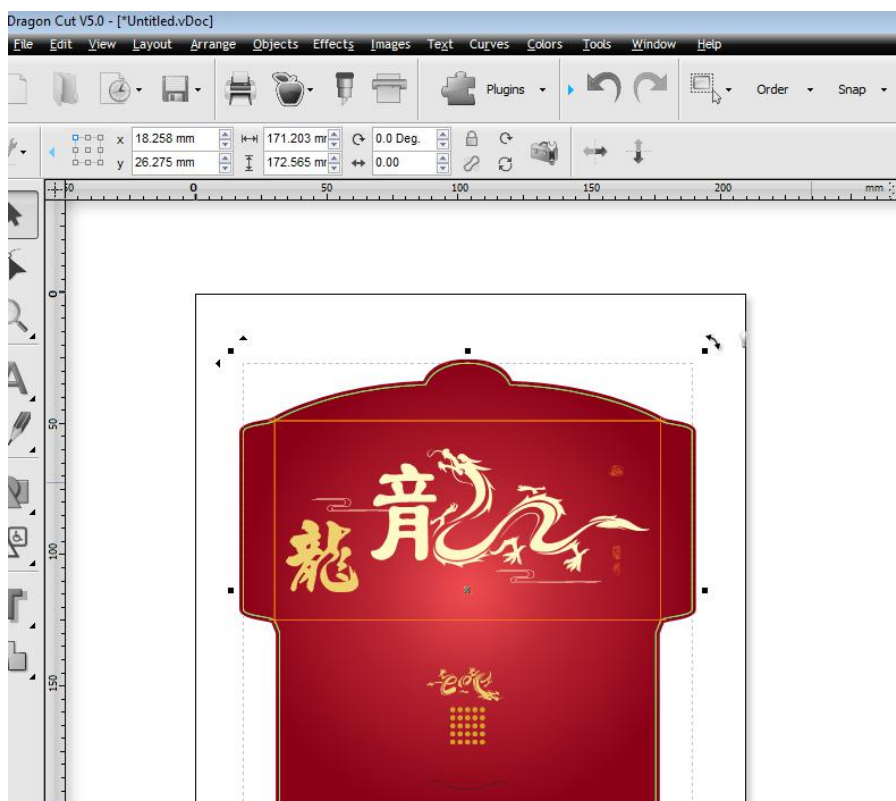 Dragon Cut V5.0 - [*Untitled.vDoc]
File Edit View Layout Arrange Objects Effects Images Text Curves Colors Tools Window Help
Plugins Order Snap
x 18.258 mm 171.203 mm 0.0 Deg.
y 26.275 mm 172.565 mm 0.00
50 0 50 100 150 200 mm
0
50
100
150
龍
龍